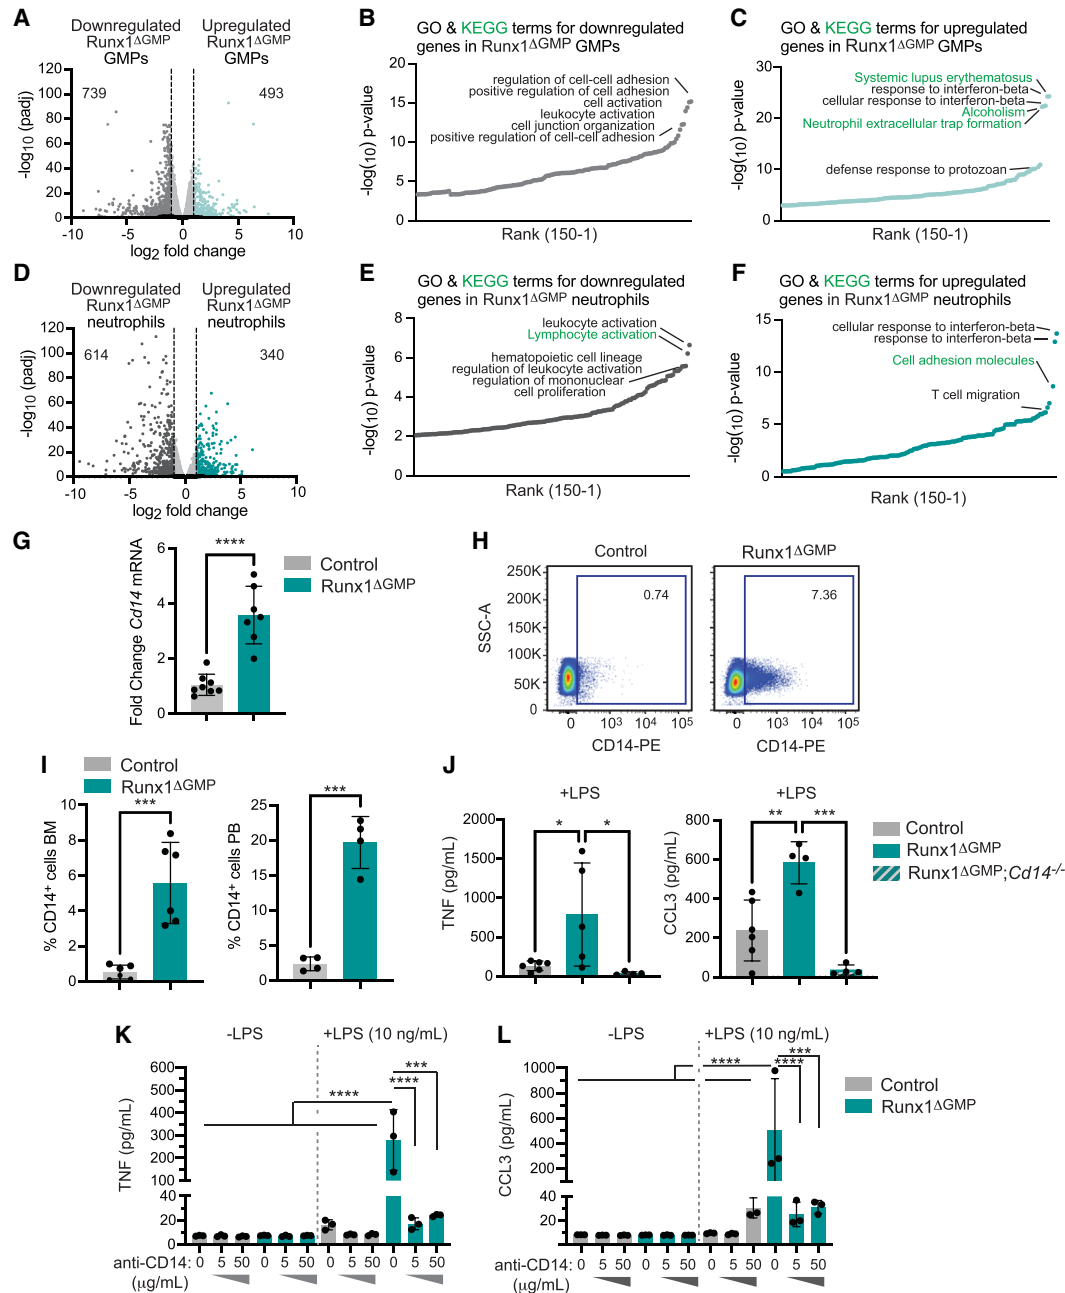 A
Downregulated
Runx1ΔGMP
GMPs
Upregulated
Runx1ΔGMP
GMPs
739
493
120
100
80
60
40
20
0
-log10 (padj)
-10
-5
0
5
10
log2 fold change
B
GO & KEGG terms for downregulated
genes in Runx1ΔGMP GMPs
20
15
10
5
0
-log(10) p-value
regulation of cell-cell adhesion
positive regulation of cell adhesion
cell activation
leukocyte activation
cell junction organization
positive regulation of cell-cell adhesion
Rank (150-1)
C
GO & KEGG terms for upregulated
genes in Runx1ΔGMP GMPs
30
20
10
0
-log(10) p-value
Systemic lupus erythematosus
response to interferon-beta
cellular response to interferon-beta
Alcoholism
Neutrophil extracellular trap formation
defense response to protozoan
Rank (150-1)
D
Downregulated
Runx1ΔGMP
neutrophils
Upregulated
Runx1ΔGMP
neutrophils
614
340
120
100
80
60
40
20
0
-log10 (padj)
-10
-5
0
5
10
log2 fold change
E
GO & KEGG terms for downregulated
genes in Runx1ΔGMP neutrophils
8
6
4
2
0
-log(10) p-value
leukocyte activation
Lymphocyte activation
hematopoietic cell lineage
regulation of leukocyte activation
regulation of mononuclear
cell proliferation
Rank (150-1)
F
GO & KEGG terms for upregulated
genes in Runx1ΔGMP neutrophils
15
10
5
0
-log(10) p-value
cellular response to interferon-beta
response to interferon-beta
Cell adhesion molecules
T cell migration
Rank (150-1)
G
Fold Change Cd14 mRNA
6
4
2
0
****
Control
Runx1ΔGMP
H
Control
Runx1ΔGMP
250K
200K
150K
100K
50K
0
SSC-A
0.74
7.36
0
10³
10⁴
10⁵
0
10³
10⁴
10⁵
CD14-PE
CD14-PE
I
Control
Runx1ΔGMP
% CD14+ cells BM
10
8
6
4
2
0
***
% CD14+ cells PB
25
20
15
10
5
0
***
J
+LPS
TNF (pg/mL)
2000
1500
1000
500
0
*
*
+LPS
CCL3 (pg/mL)
800
600
400
200
0
**
***
Control
Runx1ΔGMP
Runx1ΔGMP;Cd14-/-
K
-LPS
+LPS (10 ng/mL)
TNF (pg/mL)
600
500
400
300
200
100
40
20
0
****
***
****
anti-CD14:
(μg/mL)
0 5 50 0 5 50 0 5 50 0 5 50
L
-LPS
+LPS (10 ng/mL)
CCL3 (pg/mL)
1000
800
600
400
200
40
20
****
***
****
anti-CD14:
(μg/mL)
0 5 50 0 5 50 0 5 50 0 5 50
Control
Runx1ΔGMP